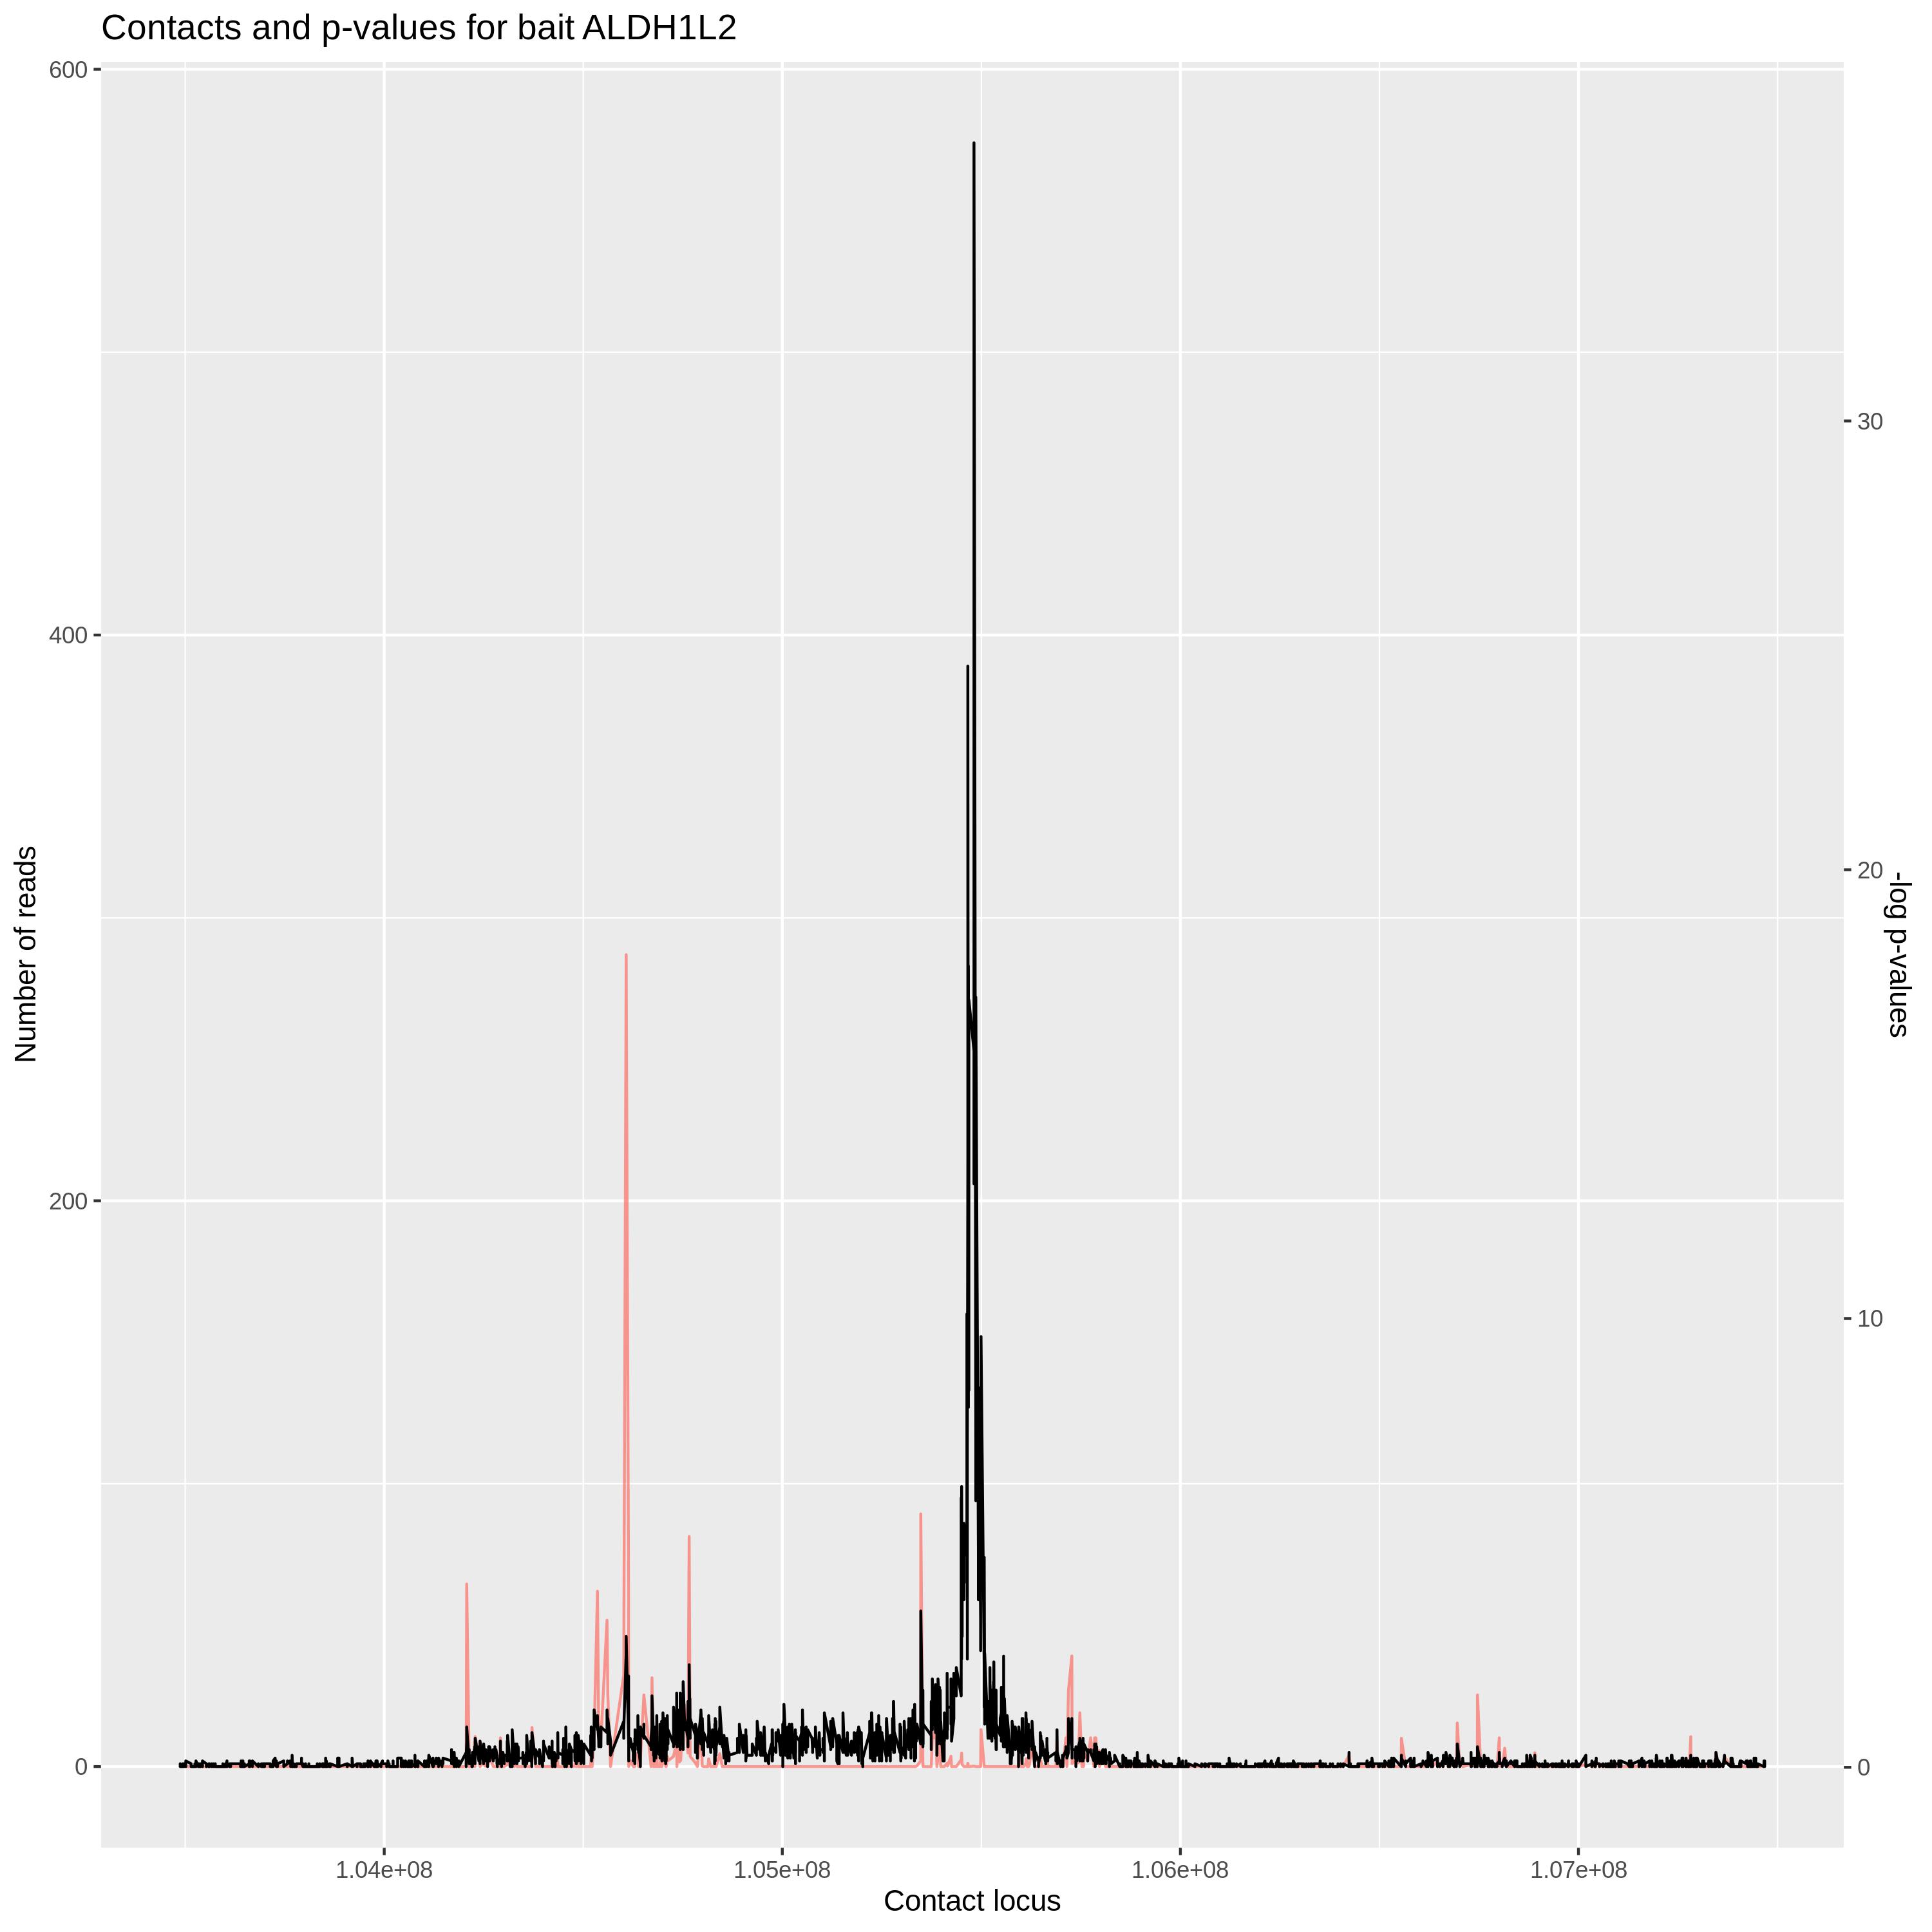 Contacts and p-values for bait ALDH1L2
600
400
200
0
Number of reads
30
20
10
0
-log p-values
1.04e+08
1.05e+08
1.06e+08
1.07e+08
Contact locus